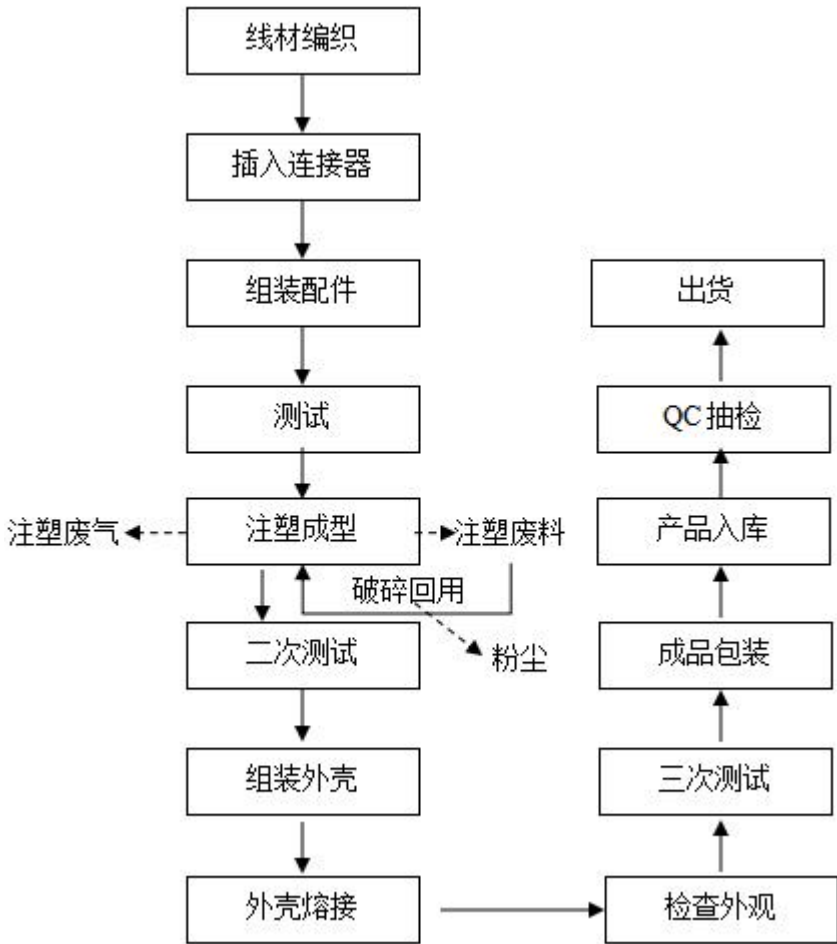 线材编织
插入连接器
组装配件
测试
注塑废气
注塑成型
注塑废料
破碎回用
粉尘
二次测试
组装外壳
外壳熔接
检查外观
三次测试
成品包装
产品入库
QC 抽检
出货